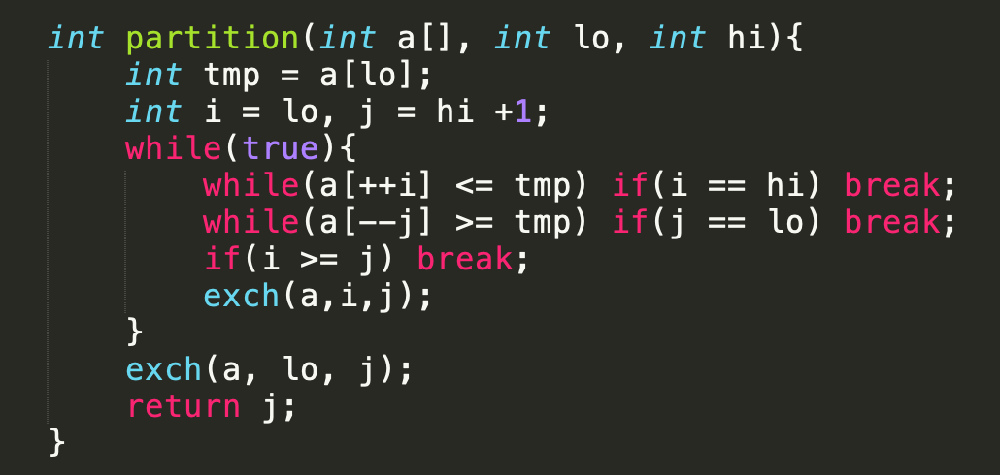 int partition(int a[], int lo, int hi){
    int tmp = a[lo];
    int i = lo, j = hi +1;
    while(true){
        while(a[++i] <= tmp) if(i == hi) break;
        while(a[--j] >= tmp) if(j == lo) break;
        if(i >= j) break;
        exch(a,i,j);
    }
    exch(a, lo, j);
    return j;
}